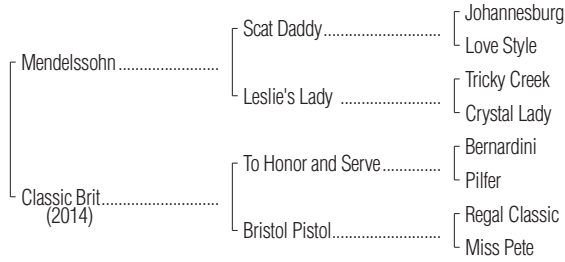 Johannesburg
Scat Daddy
Love Style
Mendelssohn
Tricky Creek
Leslie's Lady
Crystal Lady
Bernardini
To Honor and Serve
Pilfer
Classic Brit
(2014)
Regal Classic
Bristol Pistol
Miss Pete